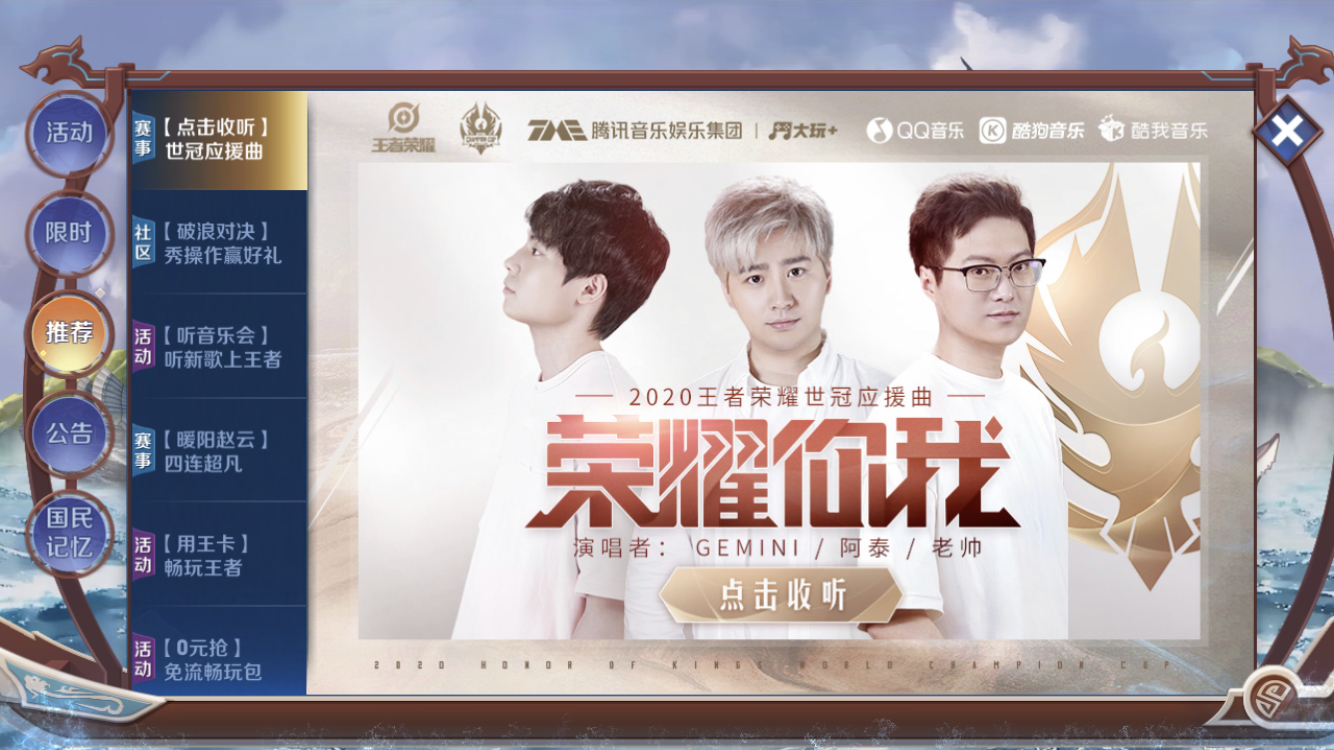 活动
限时
推荐
公告
国民
记忆
赛事
【点击收听】
世冠应援曲
社区
【破浪对决】
秀操作赢好礼
活动
【听音乐会】
听新歌上王者
赛事
【暖阳赵云】
四连超凡
活动
【用王卡】
畅玩王者
活动
【0元抢】
免流畅玩包
王者荣耀
CHAMPION CUP
TME 腾讯音乐娱乐集团 | 大玩+
QQ音乐
K 酷狗音乐
K 酷我音乐
2020王者荣耀世冠应援曲
荣耀你我
演唱者： GEMINI / 阿泰 / 老帅
点击收听
2020 HONOR OF KINGS WORLD CHAMPION CUP